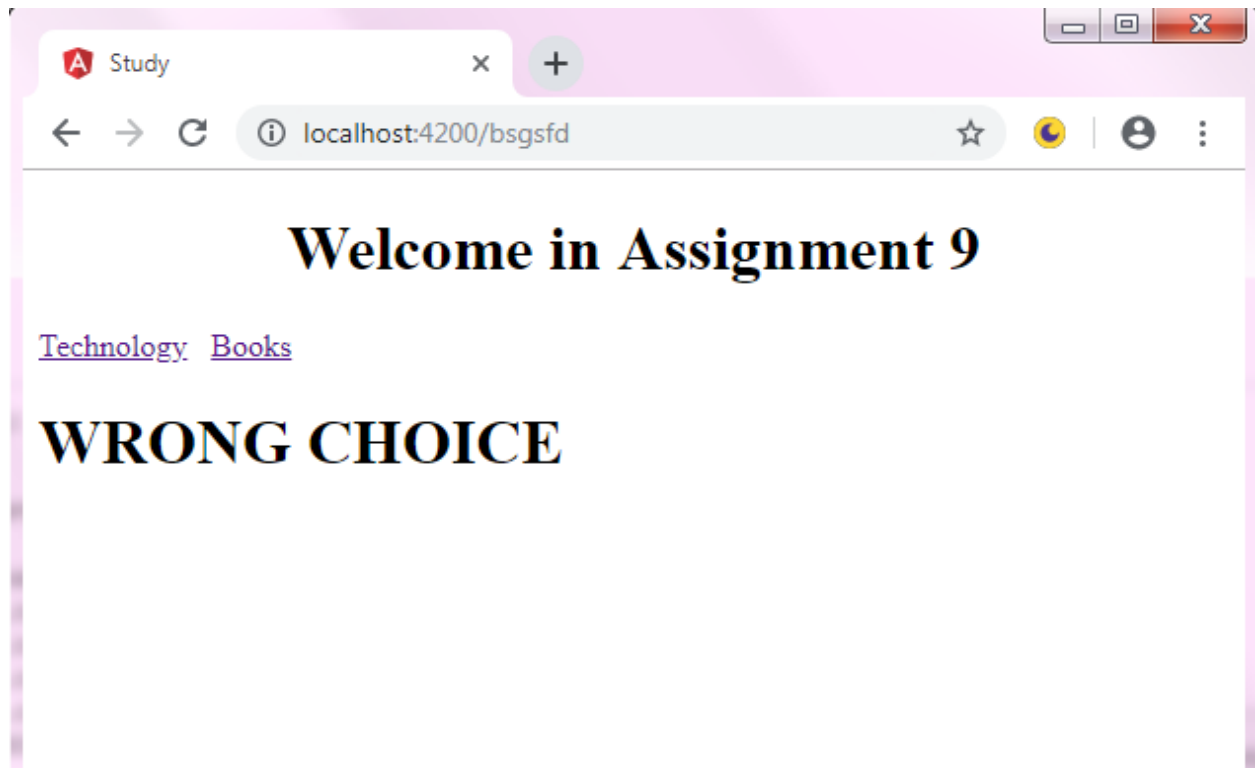 Study
localhost:4200/bsgsfd
Welcome in Assignment 9
Technology Books
WRONG CHOICE